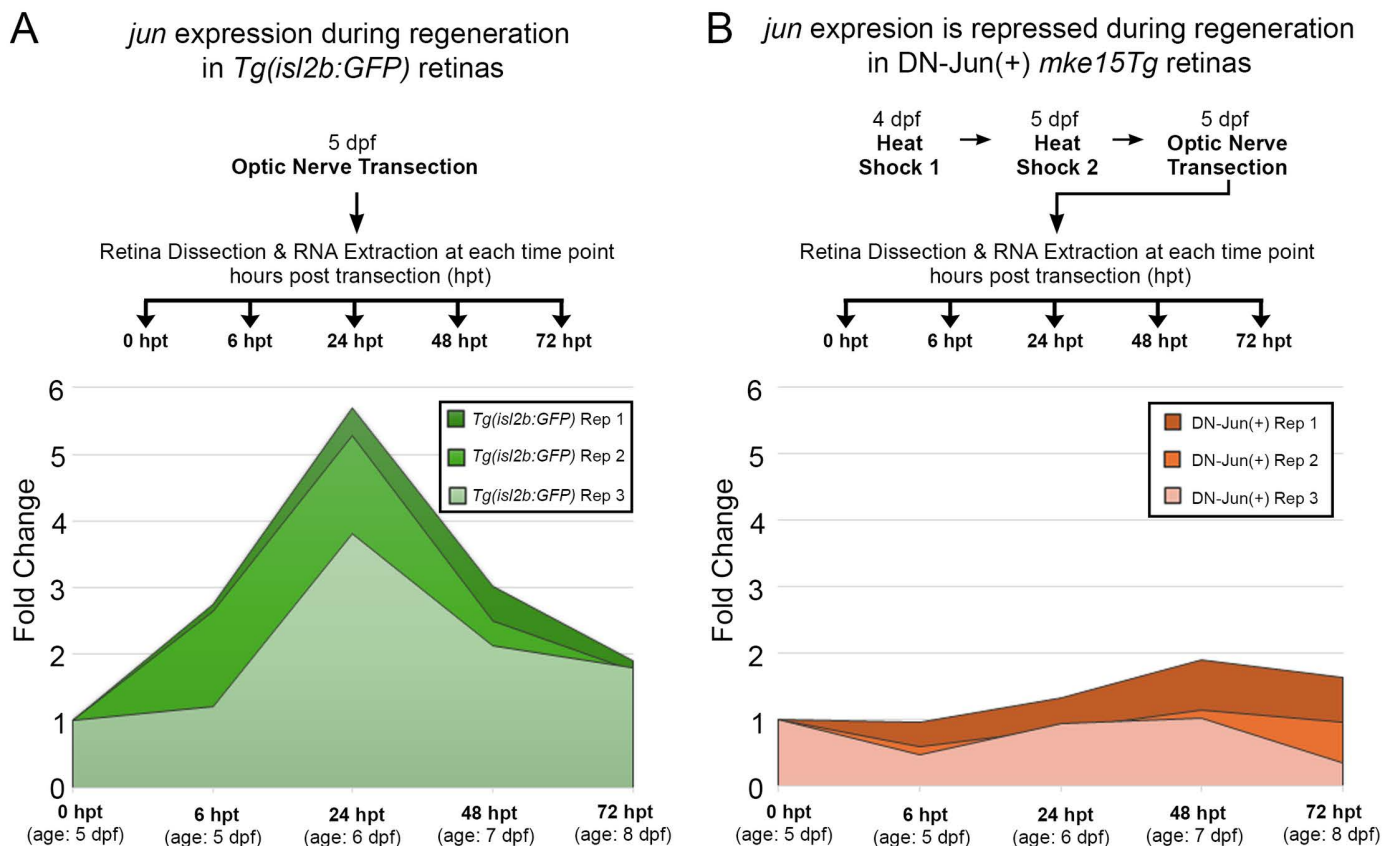 A
jun expression during regeneration
in Tg(isl2b:GFP) retinas
5 dpf
Optic Nerve Transection
Retina Dissection & RNA Extraction at each time point
hours post transection (hpt)
0 hpt
6 hpt
24 hpt
48 hpt
72 hpt
Fold Change
6
5
4
3
2
1
0
Tg(isl2b:GFP) Rep 1
Tg(isl2b:GFP) Rep 2
Tg(isl2b:GFP) Rep 3
0 hpt
(age: 5 dpf)
6 hpt
(age: 5 dpf)
24 hpt
(age: 6 dpf)
48 hpt
(age: 7 dpf)
72 hpt
(age: 8 dpf)
B
jun expresion is repressed during regeneration
in DN-Jun(+) mke15Tg retinas
4 dpf
Heat
Shock 1
5 dpf
Heat
Shock 2
5 dpf
Optic Nerve
Transection
Retina Dissection & RNA Extraction at each time point
hours post transection (hpt)
0 hpt
6 hpt
24 hpt
48 hpt
72 hpt
Fold Change
6
5
4
3
2
1
0
DN-Jun(+) Rep 1
DN-Jun(+) Rep 2
DN-Jun(+) Rep 3
0 hpt
(age: 5 dpf)
6 hpt
(age: 5 dpf)
24 hpt
(age: 6 dpf)
48 hpt
(age: 7 dpf)
72 hpt
(age: 8 dpf)